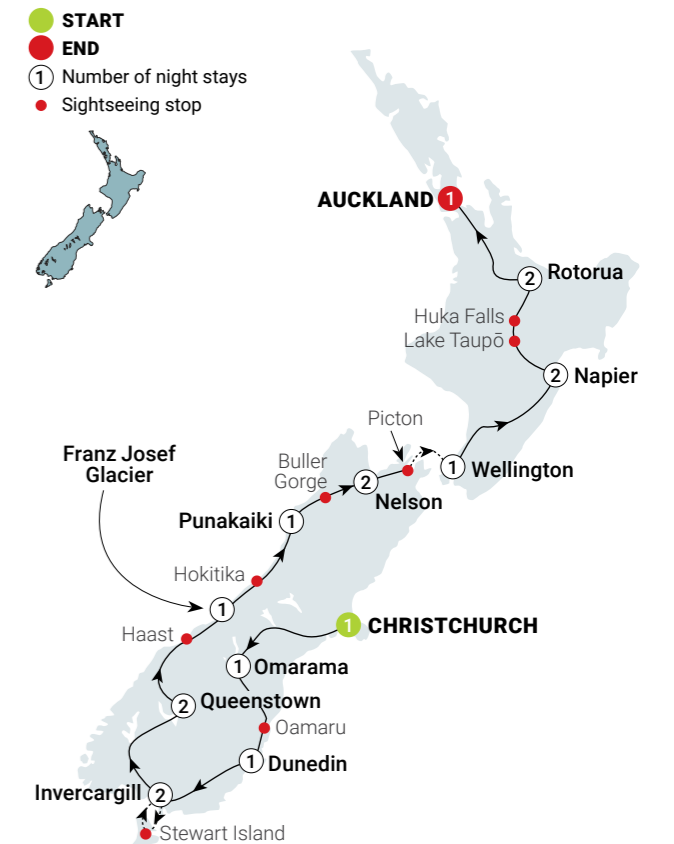 START
END
1 Number of night stays
Sightseeing stop
AUCKLAND 1
2 Rotorua
Huka Falls
Lake Taupō
2 Napier
Picton
1 Wellington
Franz Josef
Glacier
Buller
Gorge
2
Nelson
Punakaiki 1
Hokitika
1
1 CHRISTCHURCH
Haast
1 Omarama
2 Queenstown
Oamaru
1 Dunedin
Invercargill 2
Stewart Island